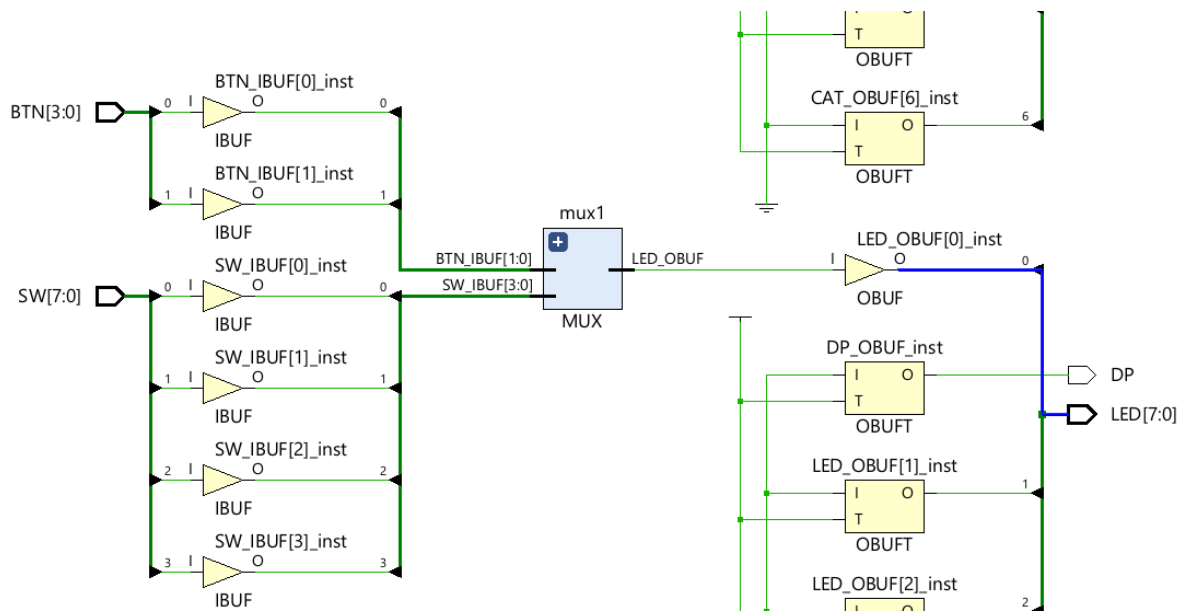 I O
T
OBUFT
CAT_OBUF[6]_inst
I O 6
T
OBUFT
BTN_IBUF[0]_inst
BTN[3:0] 0 I O 0
IBUF
BTN_IBUF[1]_inst
1 I O 1
IBUF
SW_IBUF[0]_inst
SW[7:0] 0 I O 0
IBUF
SW_IBUF[1]_inst
1 I O 1
IBUF
SW_IBUF[2]_inst
2 I O 2
IBUF
SW_IBUF[3]_inst
3 I O 3
IBUF
mux1
+
BTN_IBUF[1:0] LED_OBUF
SW_IBUF[3:0]
MUX
LED_OBUF[0]_inst
I O 0
OBUF
DP_OBUF_inst
I O DP
T
OBUFT
LED[7:0]
LED_OBUF[1]_inst
I O 1
T
OBUFT
LED_OBUF[2]_inst
I O 2